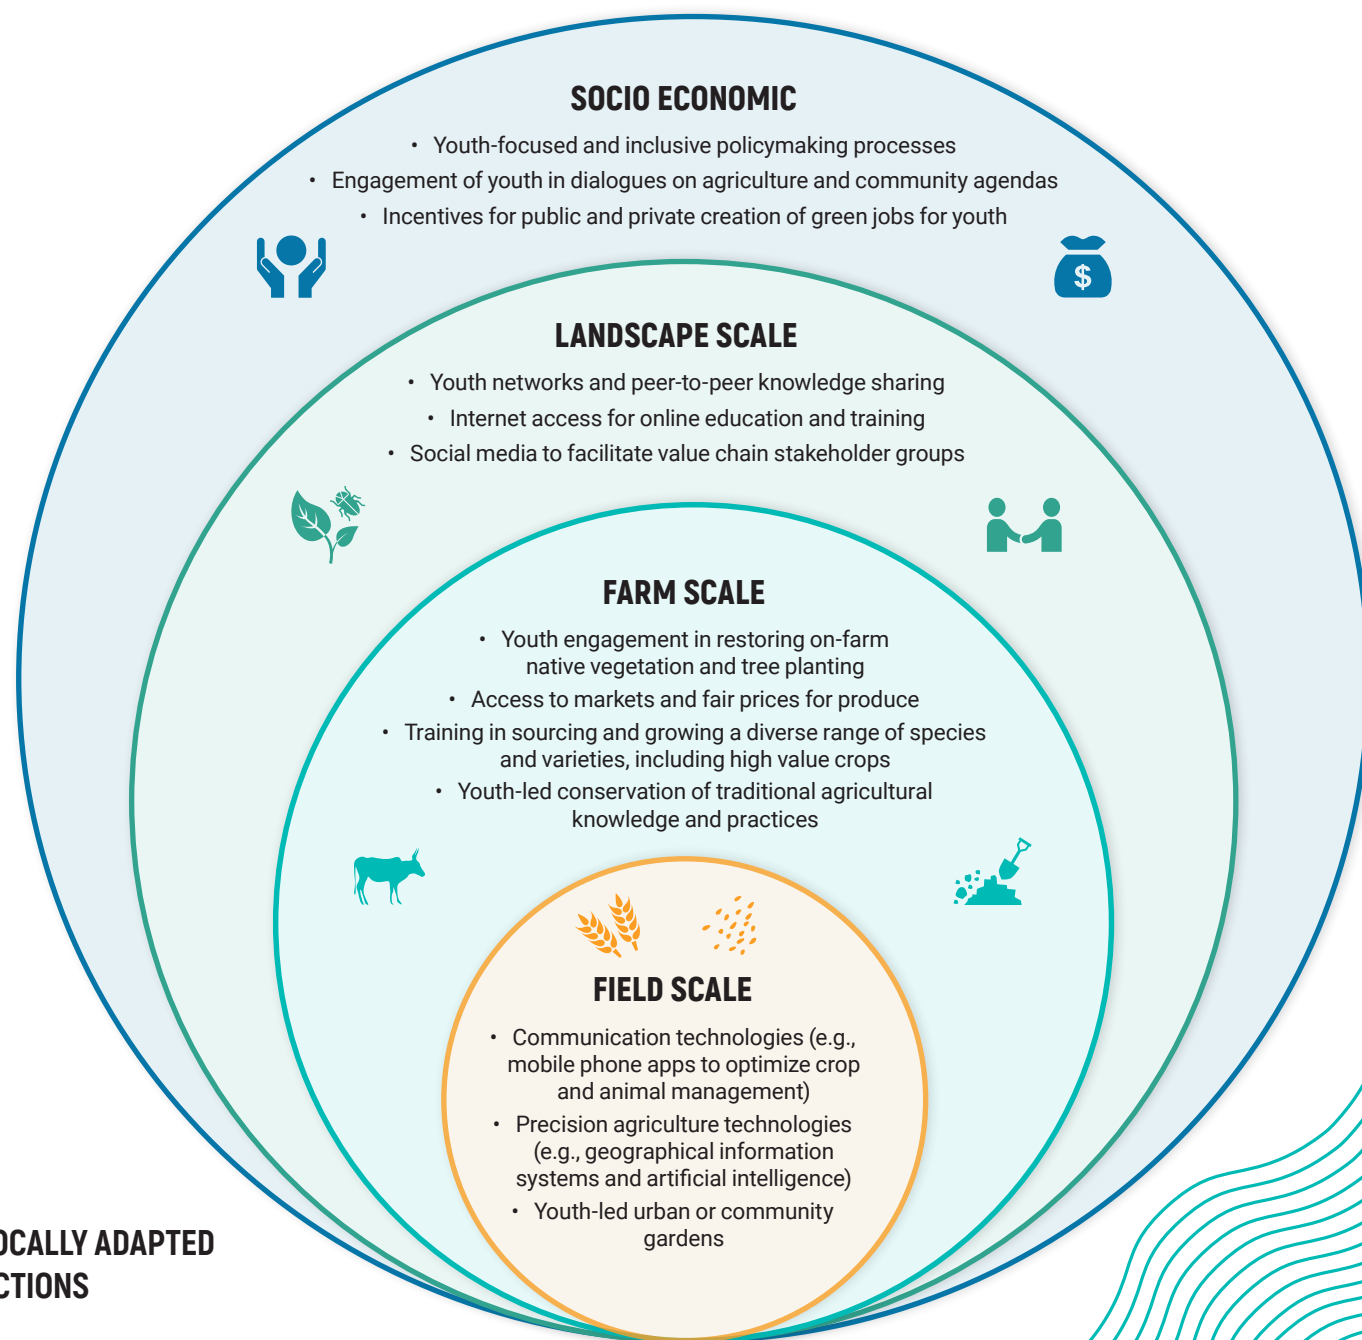 SOCIO ECONOMIC
• Youth-focused and inclusive policymaking processes
• Engagement of youth in dialogues on agriculture and community agendas
• Incentives for public and private creation of green jobs for youth
$
LANDSCAPE SCALE
• Youth networks and peer-to-peer knowledge sharing
• Internet access for online education and training
• Social media to facilitate value chain stakeholder groups
FARM SCALE
• Youth engagement in restoring on-farm
native vegetation and tree planting
• Access to markets and fair prices for produce
• Training in sourcing and growing a diverse range of species
and varieties, including high value crops
• Youth-led conservation of traditional agricultural
knowledge and practices
FIELD SCALE
• Communication technologies (e.g.,
mobile phone apps to optimize crop
and animal management)
• Precision agriculture technologies
(e.g., geographical information
systems and artificial intelligence)
• Youth-led urban or community
gardens
OCALLY ADAPTED
CTIONS